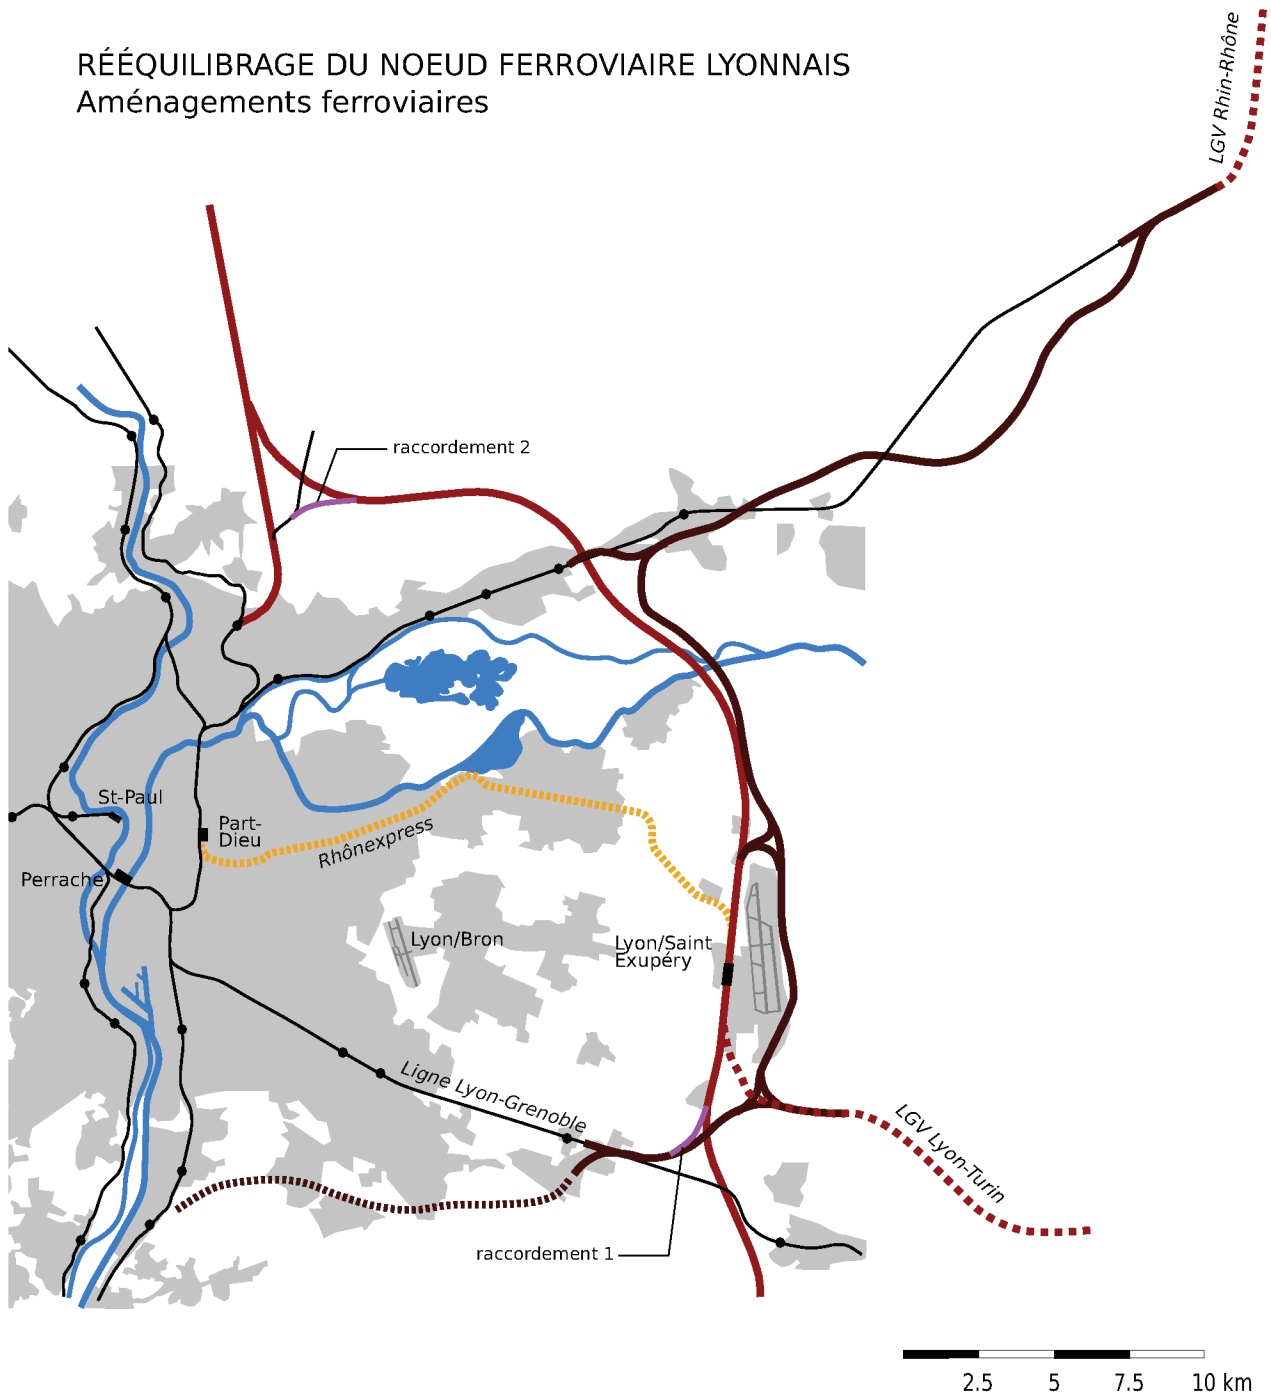 RÉÉQUILIBRAGE DU NOEUD FERROVIAIRE LYONNAIS
Aménagements ferroviaires
LGV Rhin-Rhône
raccordement 2
St-Paul
Part-
Dieu
Rhônexpress
Perrache
Lyon/Bron
Lyon/Saint
Exupéry
Ligne Lyon-Grenoble
LGV Lyon-Turin
raccordement 1
2.5 5 7.5 10 km